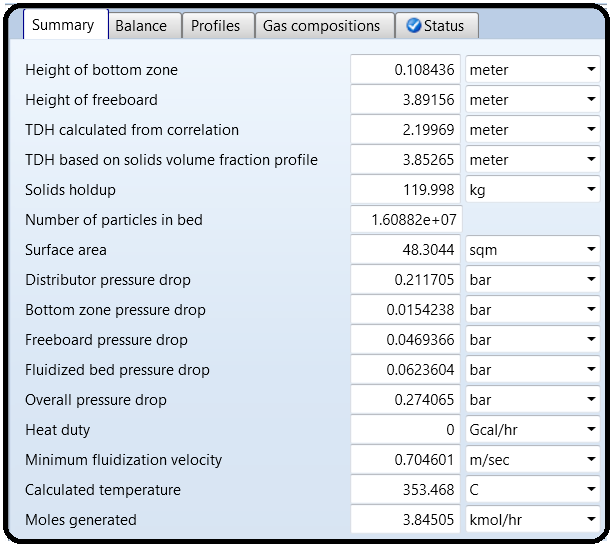 Summary Balance Profiles Gas compositions Status
Height of bottom zone 0.108436 meter
Height of freeboard 3.89156 meter
TDH calculated from correlation 2.19969 meter
TDH based on solids volume fraction profile 3.85265 meter
Solids holdup 119.998 kg
Number of particles in bed 1.60882e+07
Surface area 48.3044 sqm
Distributor pressure drop 0.211705 bar
Bottom zone pressure drop 0.0154238 bar
Freeboard pressure drop 0.0469366 bar
Fluidized bed pressure drop 0.0623604 bar
Overall pressure drop 0.274065 bar
Heat duty 0 Gcal/hr
Minimum fluidization velocity 0.704601 m/sec
Calculated temperature 353.468 C
Moles generated 3.84505 kmol/hr